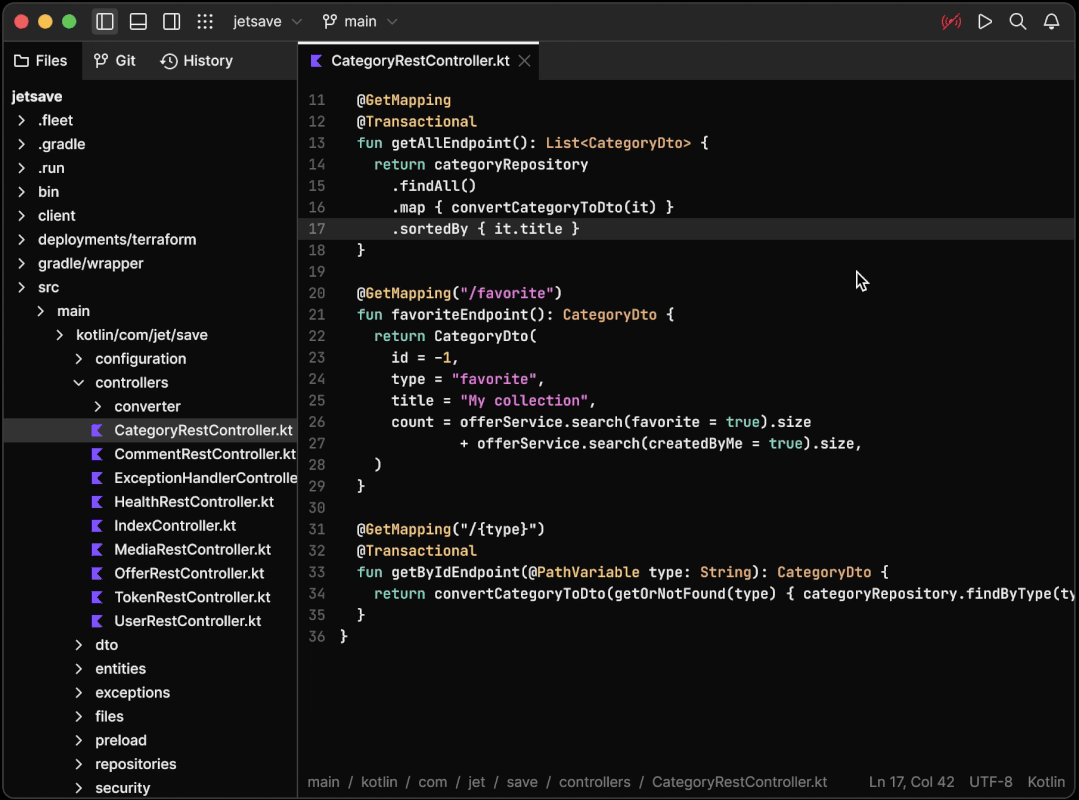 jetsave main
Files Git History
CategoryRestController.kt
jetsave
.fleet
.gradle
.run
bin
client
deployments/terraform
gradle/wrapper
src
main
kotlin/com/jet/save
configuration
controllers
converter
CategoryRestController.kt
CommentRestController.kt
ExceptionHandlerControlle
HealthRestController.kt
IndexController.kt
MediaRestController.kt
OfferRestController.kt
TokenRestController.kt
UserRestController.kt
dto
entities
exceptions
files
preload
repositories
security
11 @GetMapping
12 @Transactional
13 fun getAllEndpoint(): List<CategoryDto> {
14 return categoryRepository
15 .findAll()
16 .map { convertCategoryToDto(it) }
17 .sortedBy { it.title }
18 }
19
20 @GetMapping("/favorite")
21 fun favoriteEndpoint(): CategoryDto {
22 return CategoryDto(
23 id = -1,
24 type = "favorite",
25 title = "My collection",
26 count = offerService.search(favorite = true).size
27 + offerService.search(createdByMe = true).size,
28 )
29 }
30
31 @GetMapping("/{type}")
32 @Transactional
33 fun getByIdEndpoint(@PathVariable type: String): CategoryDto {
34 return convertCategoryToDto(getOrNotFound(type) { categoryRepository.findByType(ty
35 }
36 }
main / kotlin / com / jet / save / controllers / CategoryRestController.kt Ln 17, Col 42 UTF-8 Kotlin